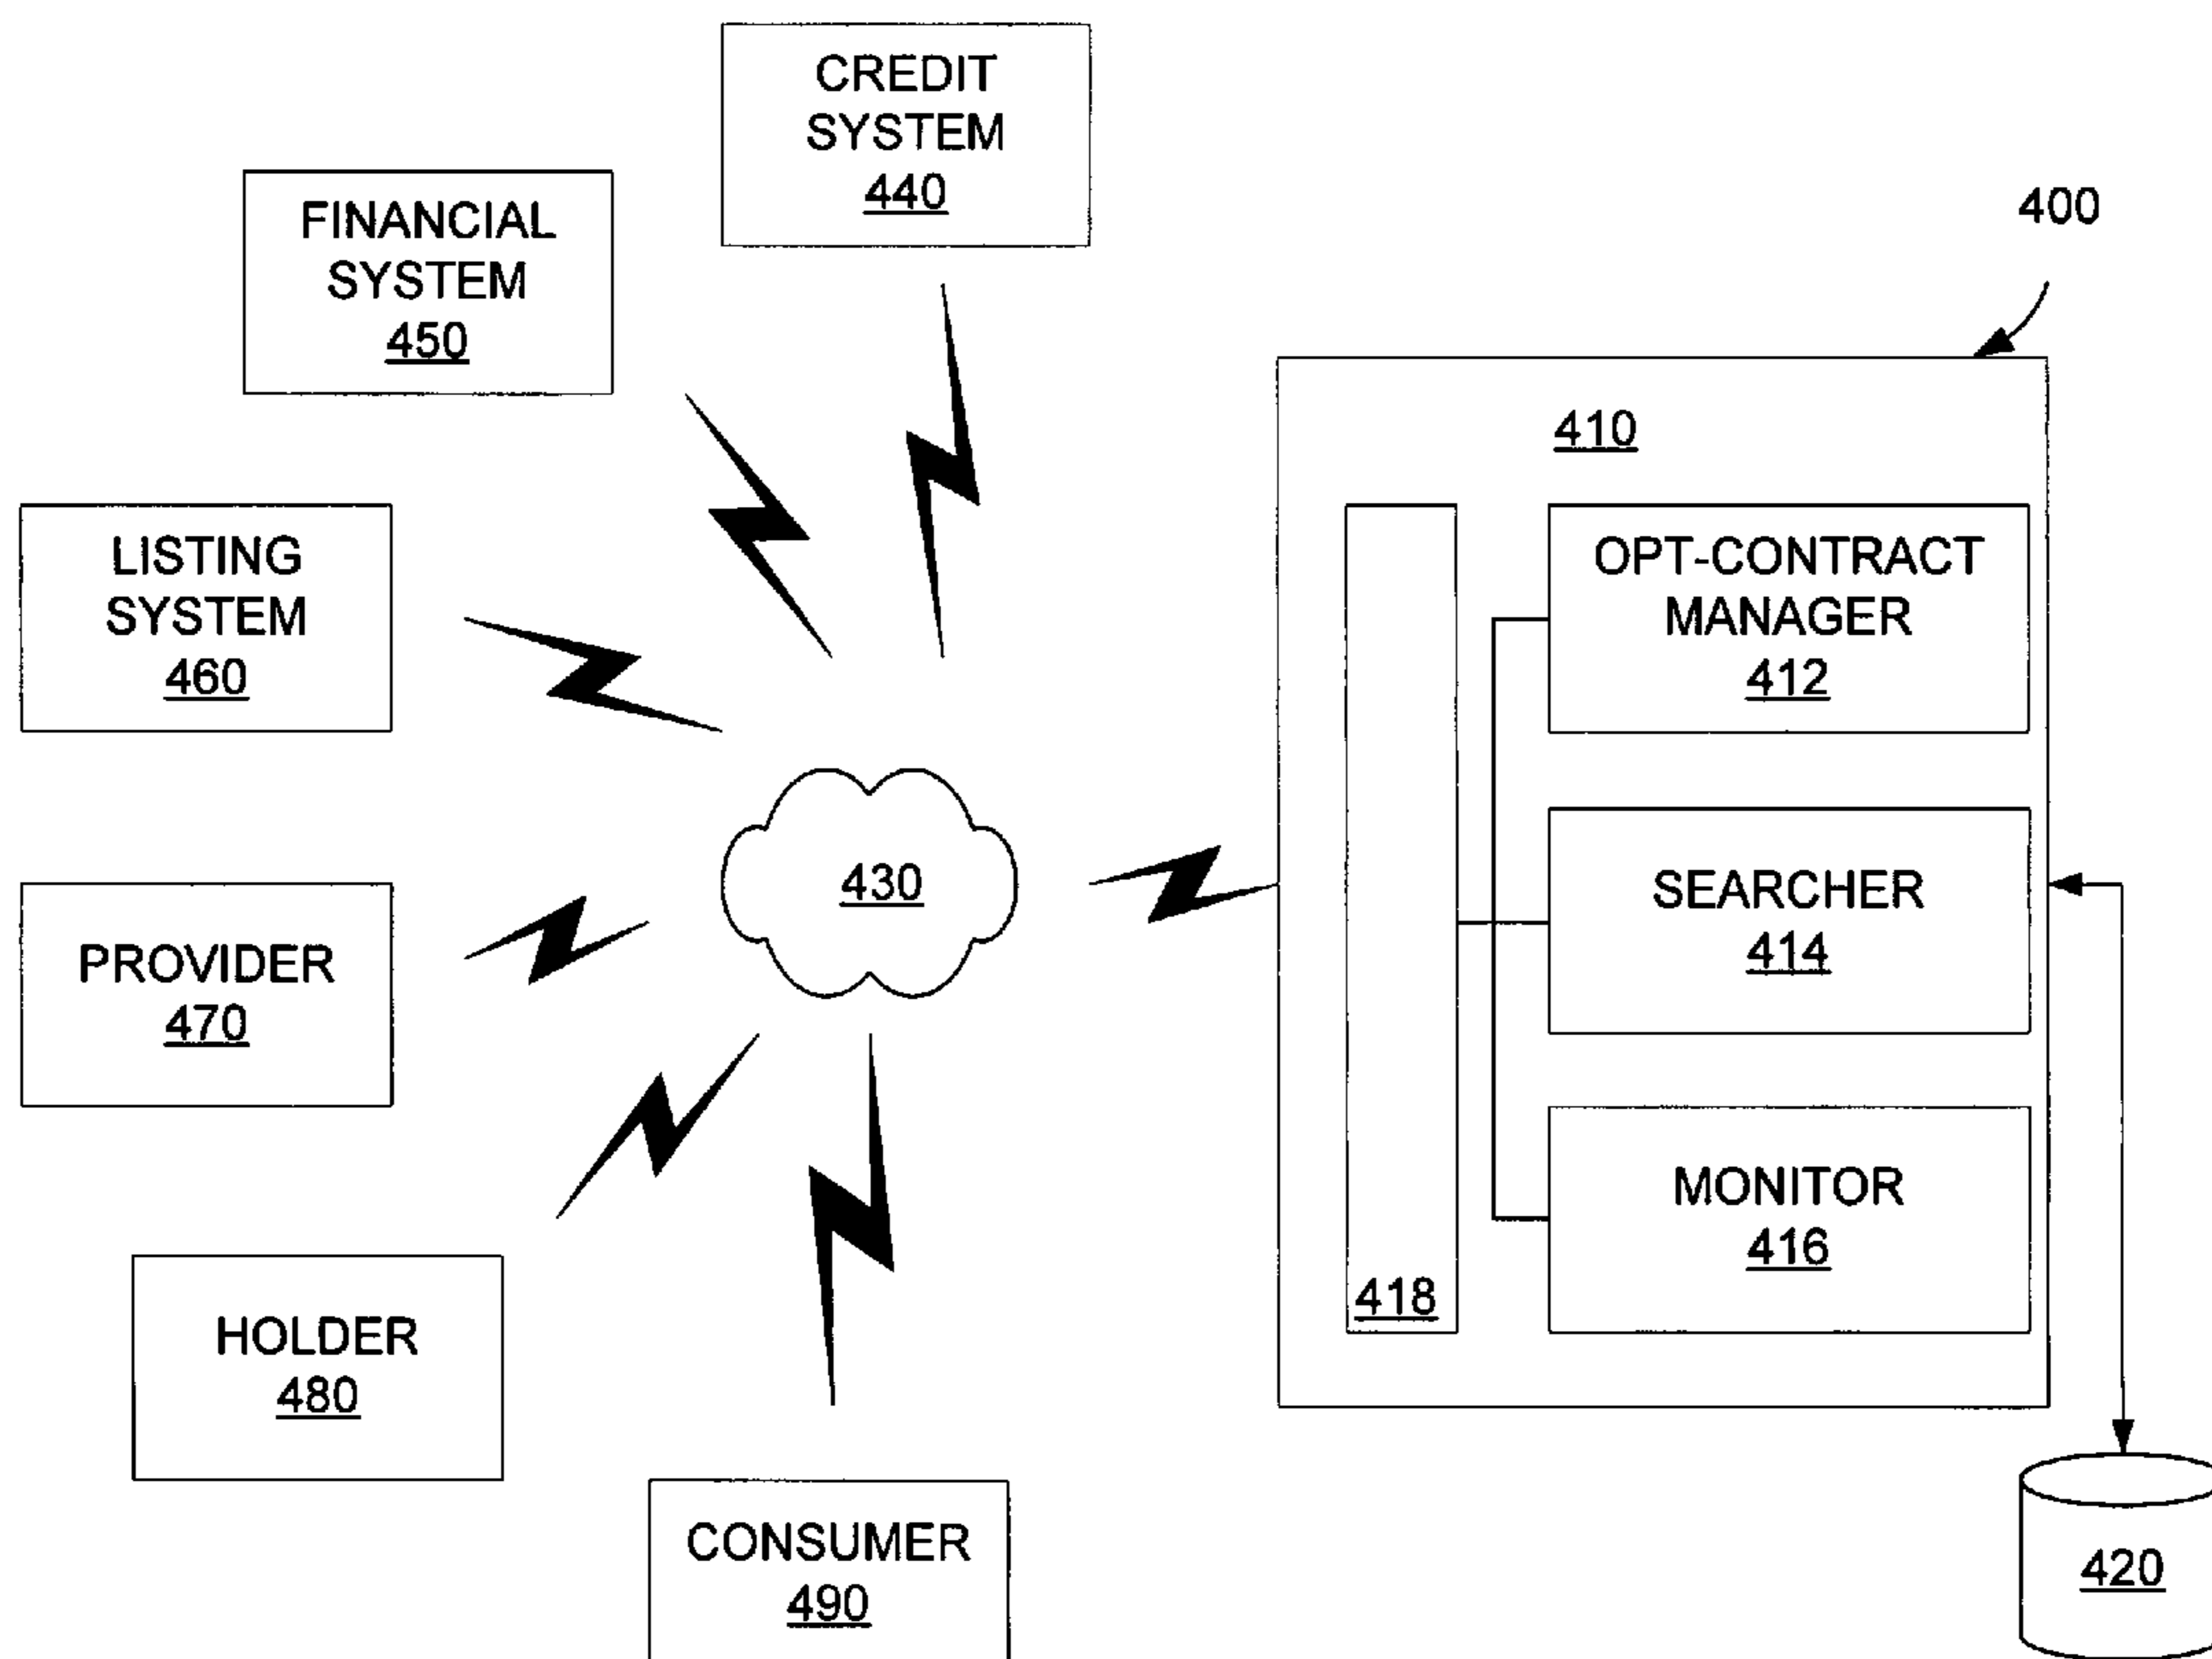 CREDIT
SYSTEM
440
FINANCIAL
SYSTEM
450
400
410
LISTING
SYSTEM
460
OPT-CONTRACT
MANAGER
412
430
SEARCHER
414
PROVIDER
470
MONITOR
416
418
HOLDER
480
CONSUMER
490
420